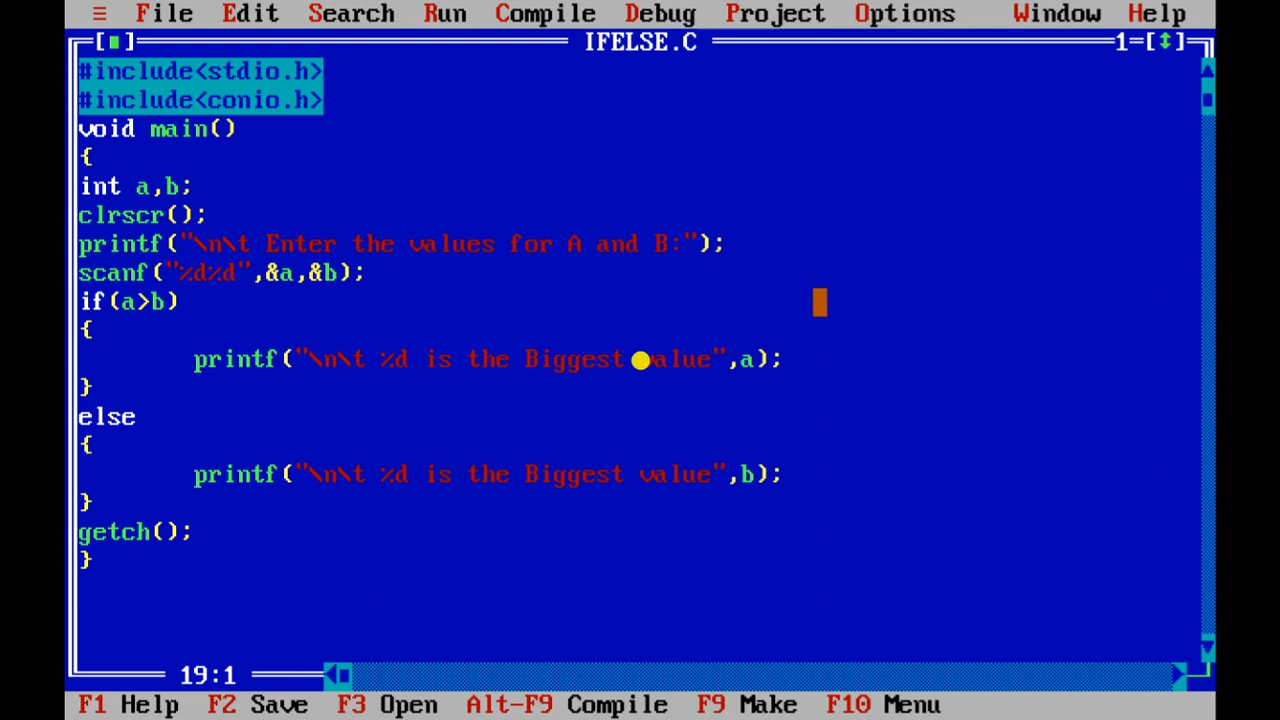 ≡ File Edit Search Run Compile Debug Project Options Window Help
[■] IFELSE.C 1=[↕]
#include<stdio.h>
#include<conio.h>
void main()
{
int a,b;
clrscr();
printf("\n\t Enter the values for A and B:");
scanf("%d%d",&a,&b);
if(a>b)
{
printf("\n\t %d is the Biggest value",a);
}
else
{
printf("\n\t %d is the Biggest value",b);
}
getch();
}
19:1
F1 Help F2 Save F3 Open Alt-F9 Compile F9 Make F10 Menu